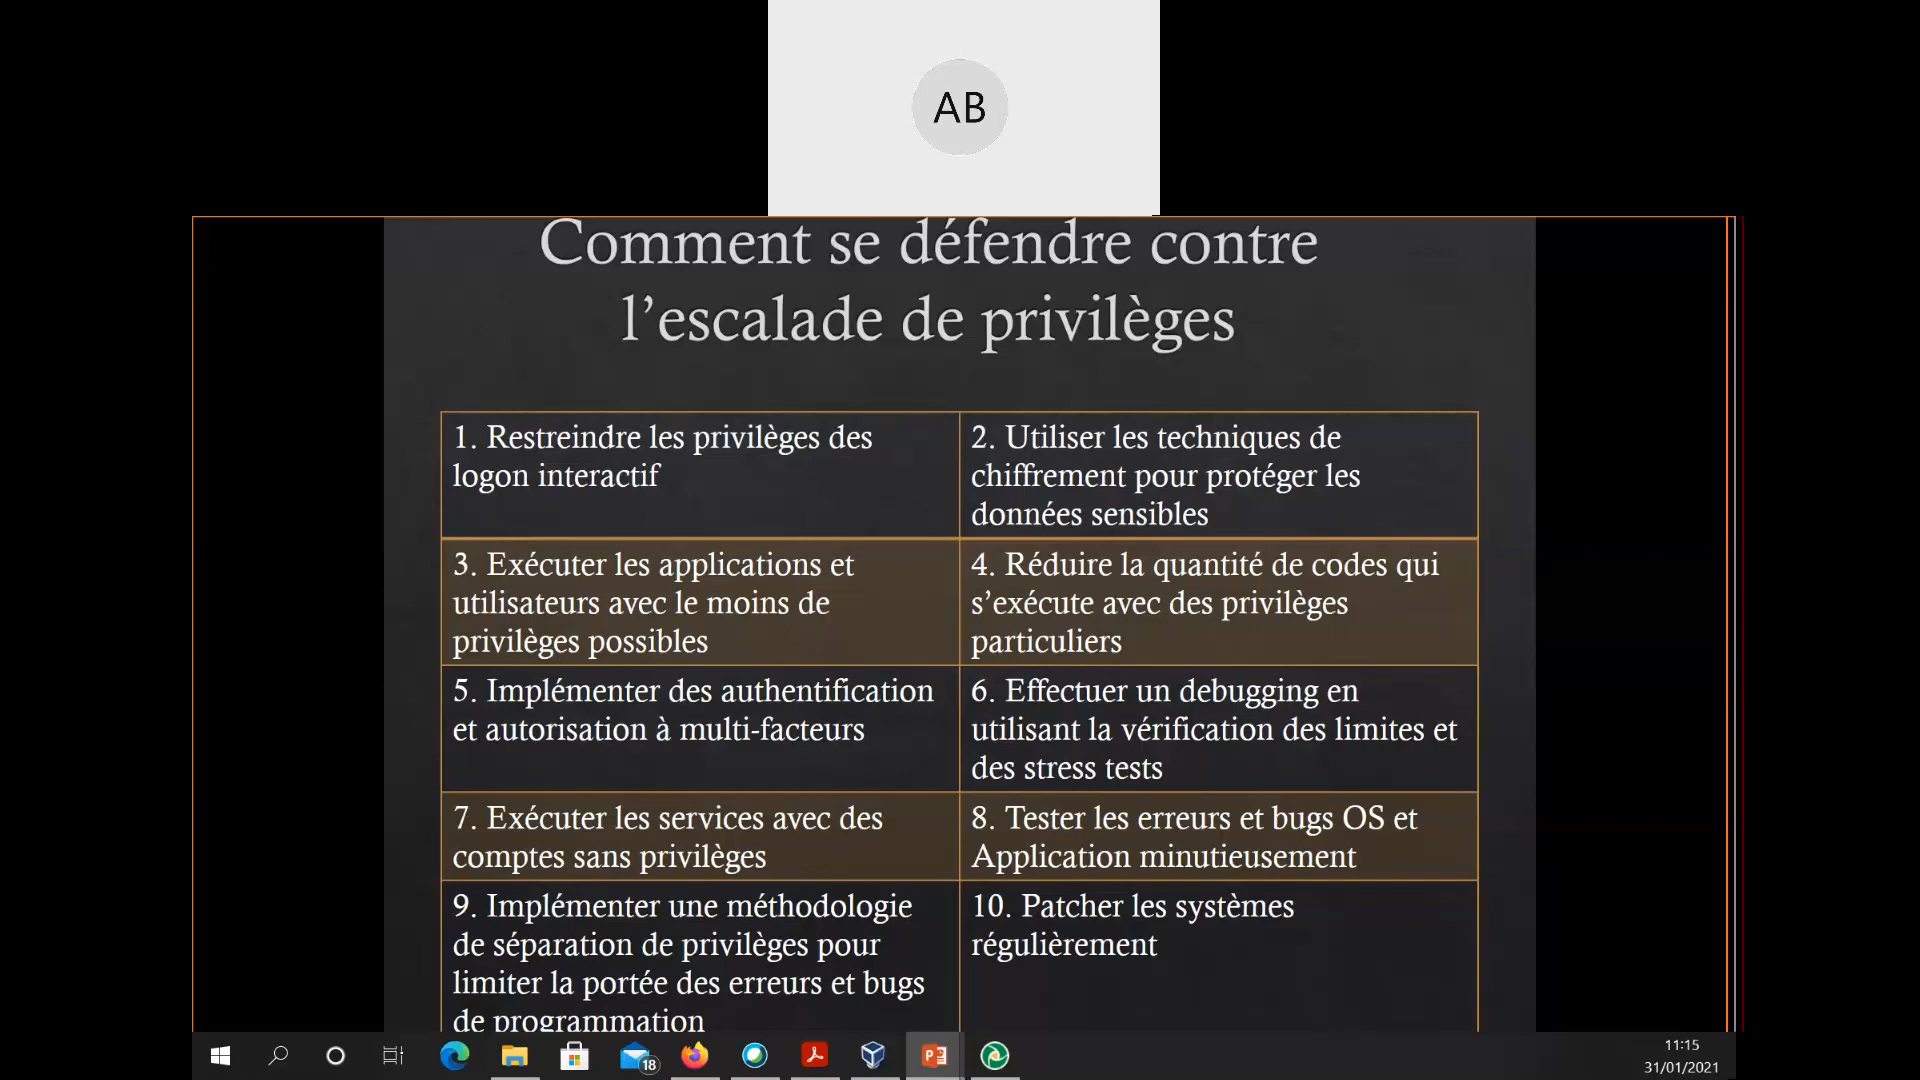 AB
Comment se défendre contre
l’escalade de privilèges
1. Restreindre les privilèges des
logon interactif
2. Utiliser les techniques de
chiffrement pour protéger les
données sensibles
3. Exécuter les applications et
utilisateurs avec le moins de
privilèges possibles
4. Réduire la quantité de codes qui
s’exécute avec des privilèges
particuliers
5. Implémenter des authentification
et autorisation à multi-facteurs
6. Effectuer un debugging en
utilisant la vérification des limites et
des stress tests
7. Exécuter les services avec des
comptes sans privilèges
8. Tester les erreurs et bugs OS et
Application minutieusement
9. Implémenter une méthodologie
de séparation de privilèges pour
limiter la portée des erreurs et bugs
de programmation
10. Patcher les systèmes
régulièrement
18
11:15
31/01/2021